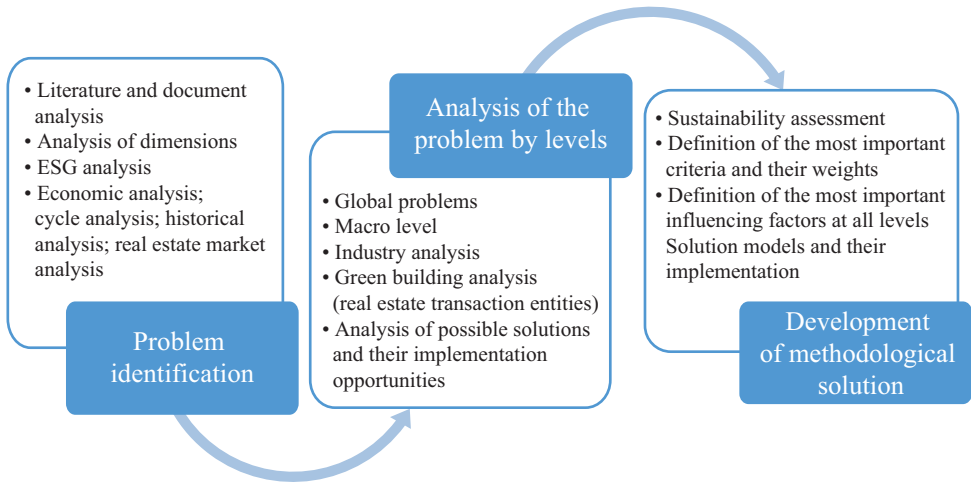 • Literature and document
analysis
• Analysis of dimensions
• ESG analysis
• Economic analysis;
cycle analysis; historical
analysis; real estate market
analysis
Problem
identification
Analysis of the
problem by levels
• Global problems
• Macro level
• Industry analysis
• Green building analysis
(real estate transaction entities)
• Analysis of possible solutions
and their implementation
opportunities
• Sustainability assessment
• Definition of the most important
criteria and their weights
• Definition of the most important
influencing factors at all levels
Solution models and their
implementation
Development
of methodological
solution